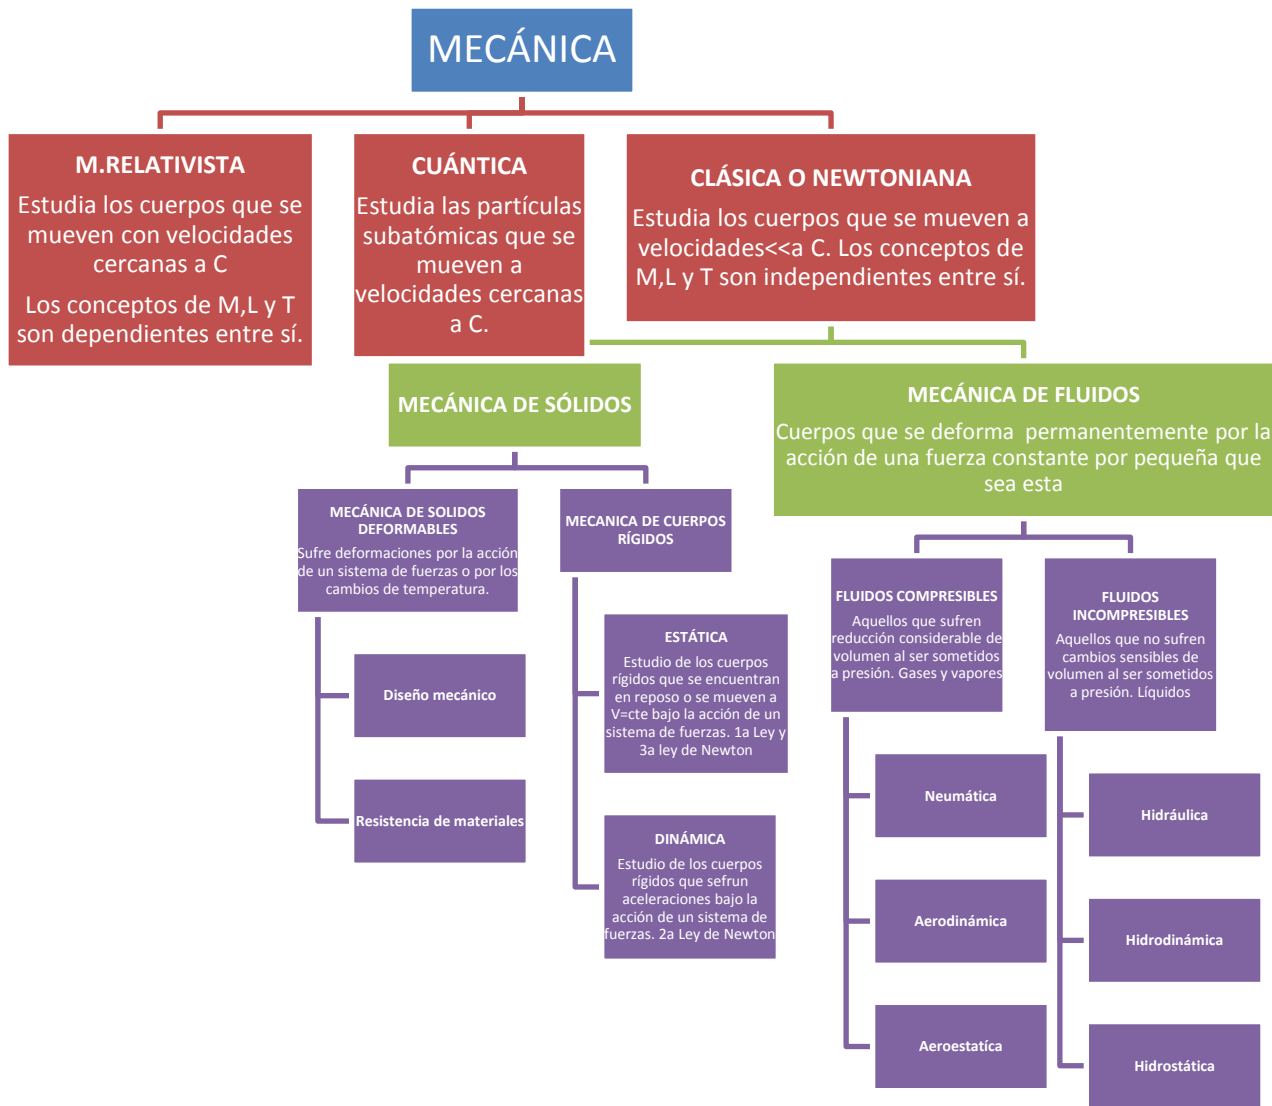 MECÁNICA
M.RELATIVISTA
Estudia los cuerpos que se
mueven con velocidades
cercanas a C
Los conceptos de M,L y T
son dependientes entre sí.
CUÁNTICA
Estudia las partículas
subatómicas que se
mueven a
velocidades cercanas
a C.
CLÁSICA O NEWTONIANA
Estudia los cuerpos que se mueven a
velocidades<<a C. Los conceptos de
M,L y T son independientes entre sí.
MECÁNICA DE SÓLIDOS
MECÁNICA DE SOLIDOS
DEFORMABLES
Sufre deformaciones por la acción
de un sistema de fuerzas o por los
cambios de temperatura.
Diseño mecánico
Resistencia de materiales
MECANICA DE CUERPOS
RÍGIDOS
ESTÁTICA
Estudio de los cuerpos
rígidos que se encuentran
en reposo o se mueven a
V=cte bajo la acción de un
sistema de fuerzas. 1a Ley y
3a ley de Newton
DINÁMICA
Estudio de los cuerpos
rígidos que sefrun
aceleraciones bajo la
acción de un sistema de
fuerzas. 2a Ley de Newton
MECÁNICA DE FLUIDOS
Cuerpos que se deforma permanentemente por la
acción de una fuerza constante por pequeña que
sea esta
FLUIDOS COMPRESIBLES
Aquellos que sufren
reducción considerable de
volumen al ser sometidos
a presión. Gases y vapores
Neumática
Aerodinámica
Aeroestatíca
FLUIDOS
INCOMPRESIBLES
Aquellos que no sufren
cambios sensibles de
volumen al ser sometidos
a presión. Líquidos
Hidráulica
Hidrodinámica
Hidrostática